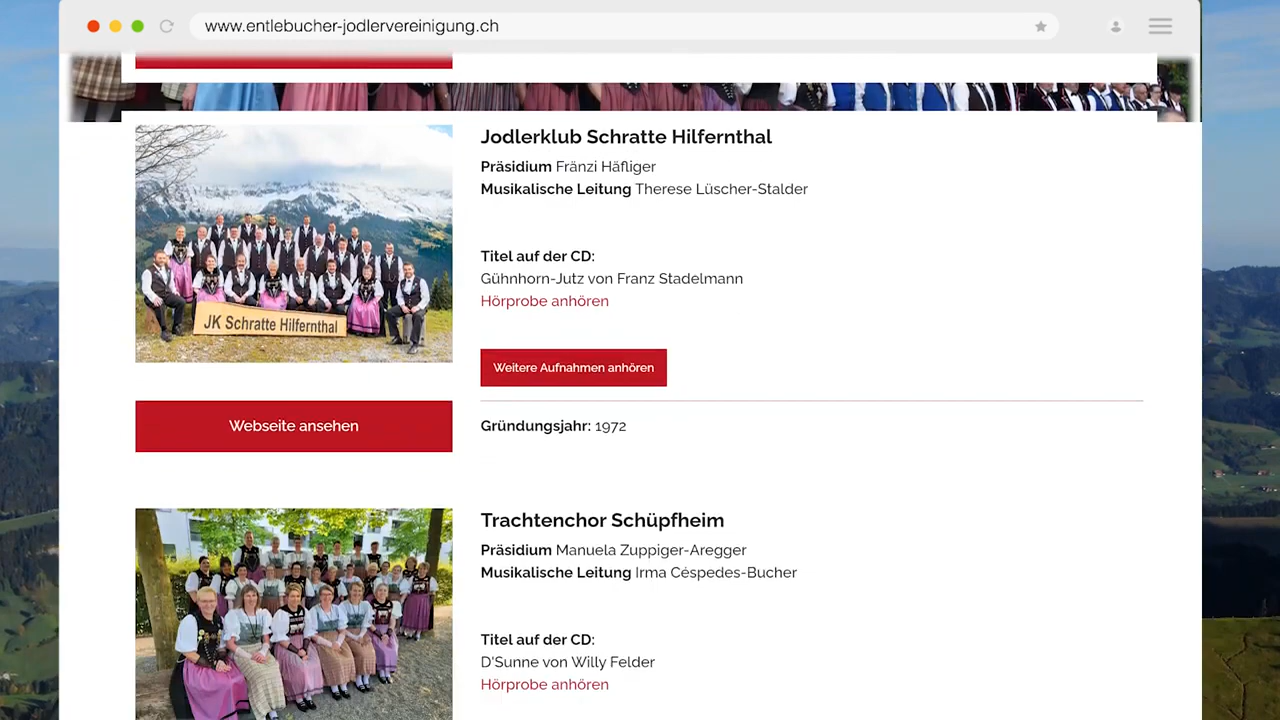 www.entlebucher-jodlervereinigung.ch
Jodlerklub Schratte Hilfernthal
Präsidium Fränzi Häfliger
Musikalische Leitung Therese Lüscher-Stalder
Titel auf der CD:
Gühnhorn-Jutz von Franz Stadelmann
Hörprobe anhören
JK Schratte Hilfernthal
Weitere Aufnahmen anhören
Webseite ansehen
Gründungsjahr: 1972
Trachtenchor Schüpfheim
Präsidium Manuela Zuppiger-Aregger
Musikalische Leitung Irma Céspedes-Bucher
Titel auf der CD:
D'Sunne von Willy Felder
Hörprobe anhören